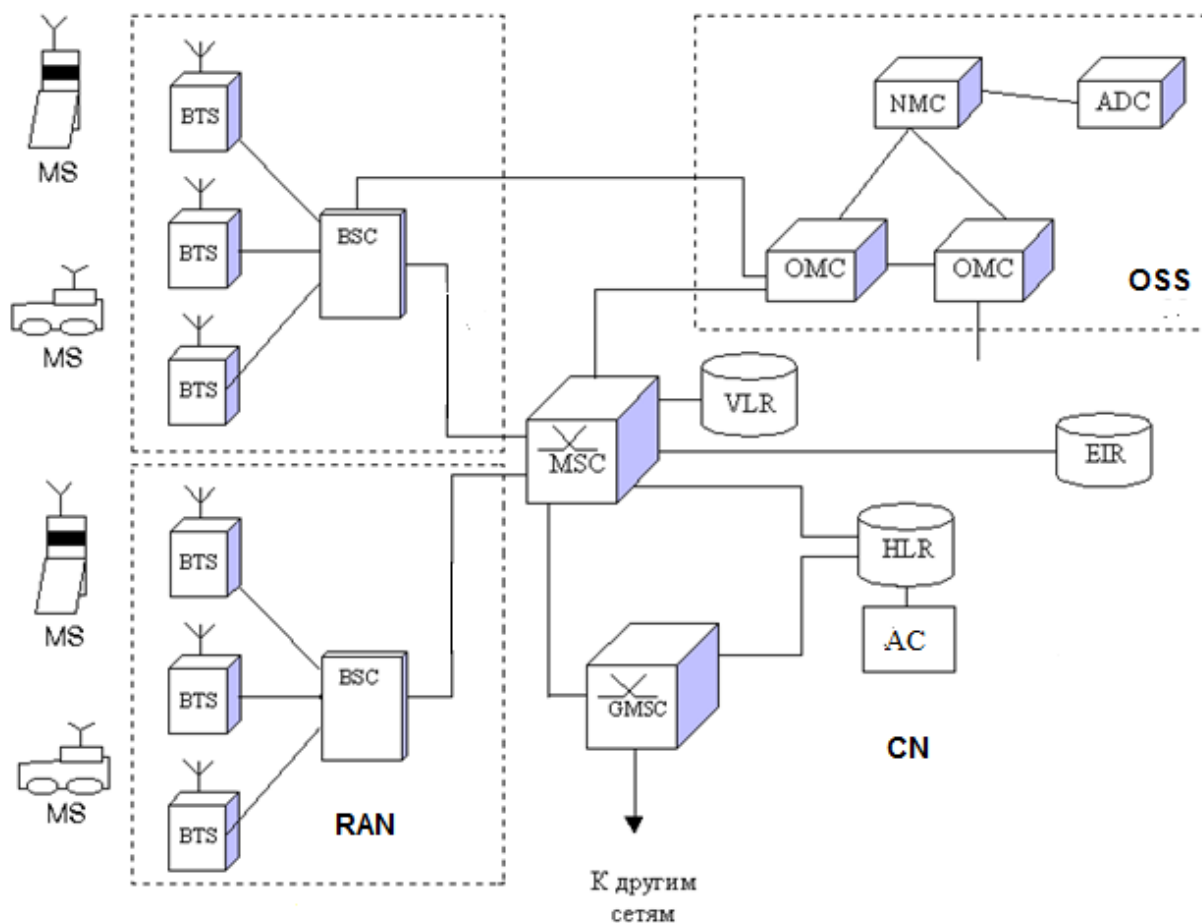 MS
BTS
BTS
BTS
BSC
MS
NMC
ADC
OMC
OMC
OSS
VLR
MSC
EIR
MS
BTS
BTS
BTS
BSC
MS
RAN
HLR
AC
GMSC
CN
К другим
сетям